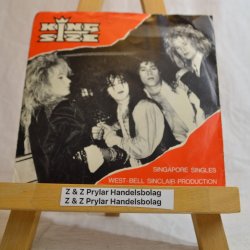 KING
SIZE
SINGAPORE SINGLES
WEST-BELL SINCLAIR-PRODUCTION
Z & Z Prylar Handelsbolag
Z & Z Prylar Handelsbolag